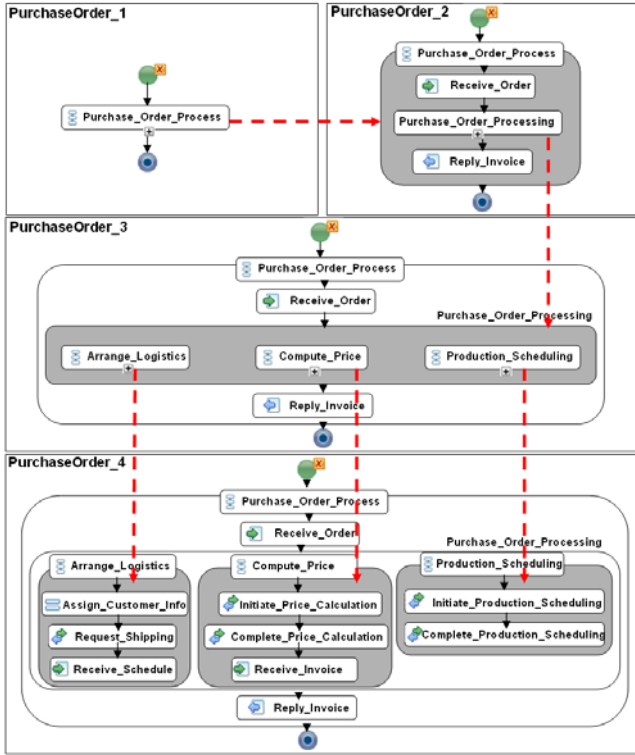 PurchaseOrder_1
Purchase_Order_Process
PurchaseOrder_2
Purchase_Order_Process
Receive_Order
Purchase_Order_Processing
Reply_Invoice
PurchaseOrder_3
Purchase_Order_Process
Receive_Order
Purchase_Order_Processing
Arrange_Logistics
Compute_Price
Production_Scheduling
Reply_Invoice
PurchaseOrder_4
Purchase_Order_Process
Receive_Order
Purchase_Order_Processing
Arrange_Logistics
Assign_Customer_Info
Request_Shipping
Receive_Schedule
Compute_Price
Initiate_Price_Calculation
Complete_Price_Calculation
Receive_Invoice
Production_Scheduling
Initiate_Production_Scheduling
Complete_Production_Scheduling
Reply_Invoice